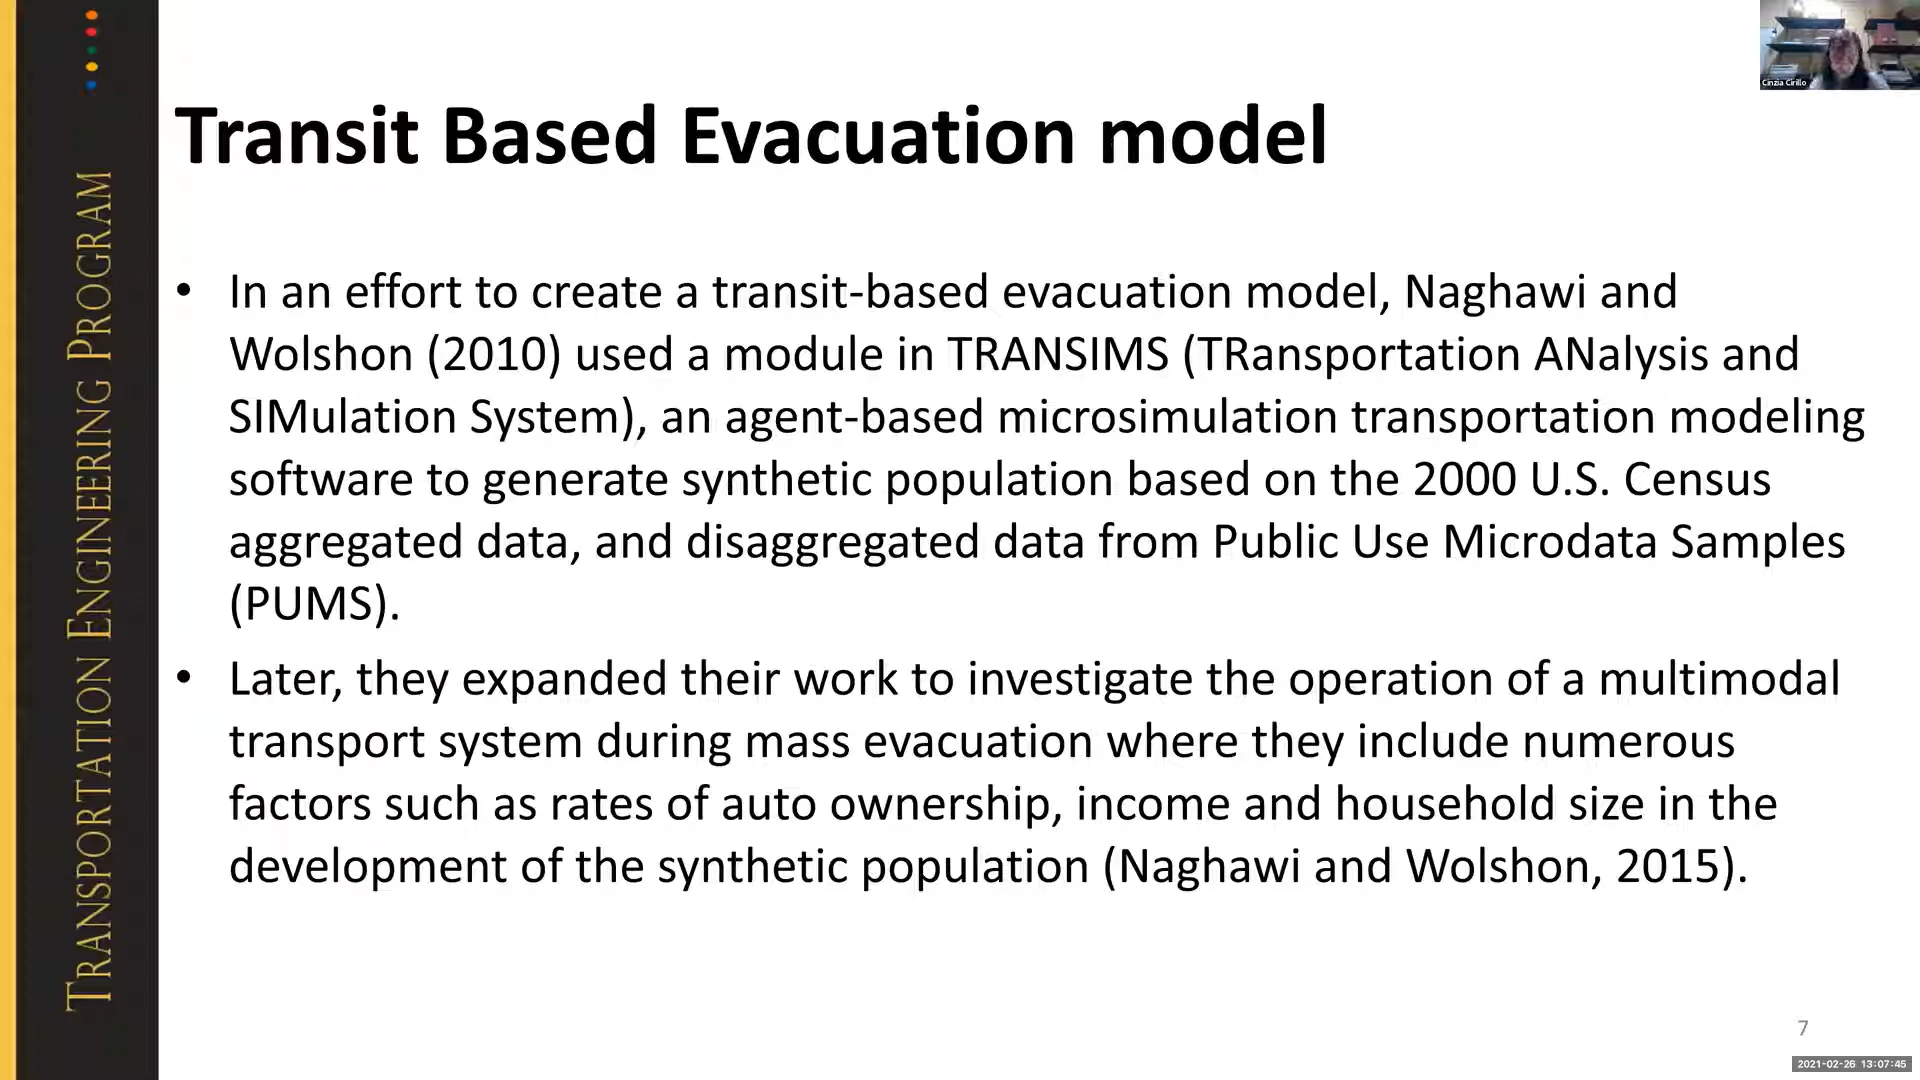 TRANSPORTATION ENGINEERING PROGRAM
Cinzia Cirillo
Transit Based Evacuation model
• In an effort to create a transit-based evacuation model, Naghawi and
Wolshon (2010) used a module in TRANSIMS (TRansportation ANalysis and
SIMulation System), an agent-based microsimulation transportation modeling
software to generate synthetic population based on the 2000 U.S. Census
aggregated data, and disaggregated data from Public Use Microdata Samples
(PUMS).
• Later, they expanded their work to investigate the operation of a multimodal
transport system during mass evacuation where they include numerous
factors such as rates of auto ownership, income and household size in the
development of the synthetic population (Naghawi and Wolshon, 2015).
7
2021-02-26 13:07:45